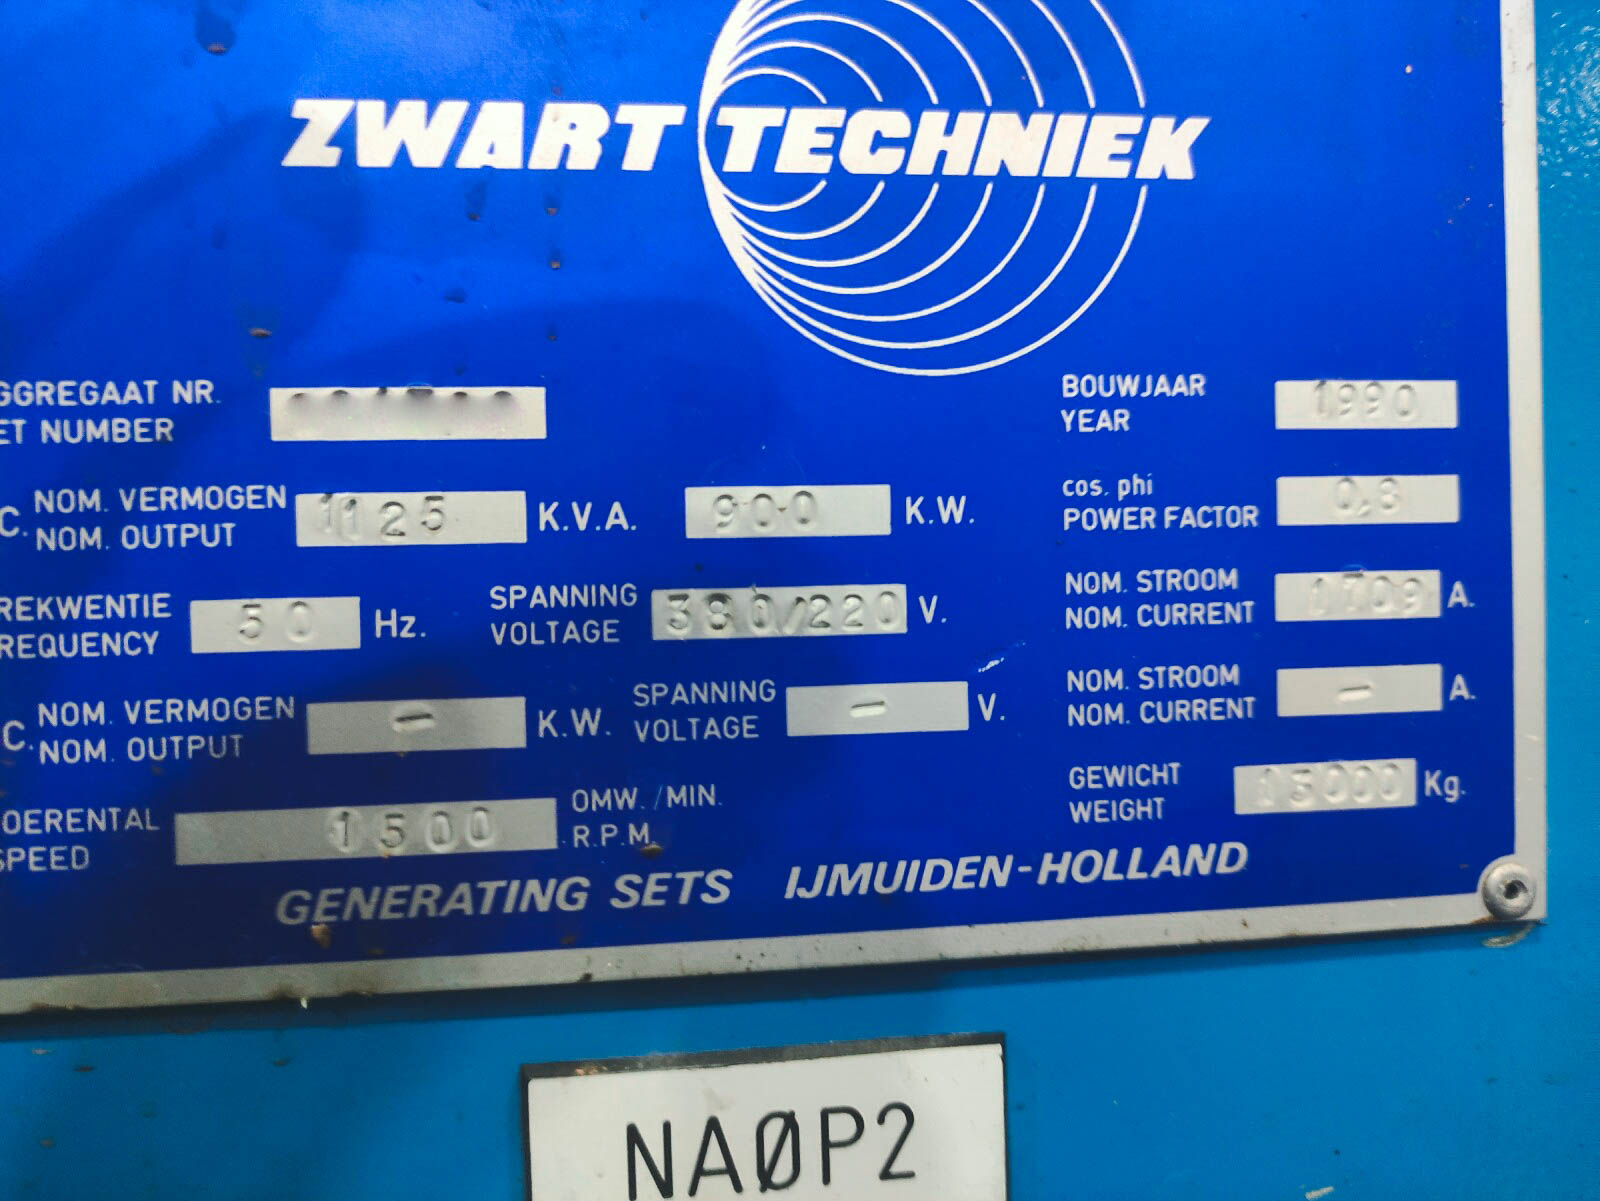 ZWART TECHNIEK
GGREGAAT NR.
ET NUMBER
BOUWJAAR
YEAR
1990
C. NOM. VERMOGEN
NOM. OUTPUT
1125 K.V.A. 900 K.W.
cos. phi
POWER FACTOR
0,8
REKWENTIE
REQUENCY
50 Hz.
SPANNING
VOLTAGE
380/220 V.
NOM. STROOM
NOM. CURRENT
1709 A.
C. NOM. VERMOGEN
NOM. OUTPUT
- K.W.
SPANNING
VOLTAGE
- V.
NOM. STROOM
NOM. CURRENT
- A.
OERENTAL
SPEED
1500
OMW./MIN.
R.P.M.
GEWICHT
WEIGHT
13000 Kg.
GENERATING SETS IJMUIDEN-HOLLAND
NAØP2